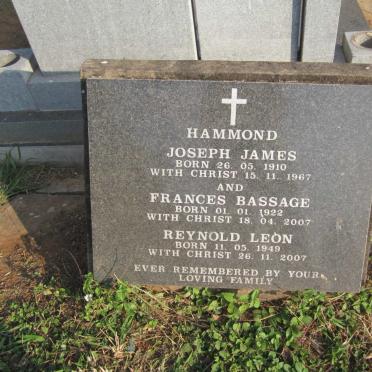 HAMMOND
JOSEPH JAMES
BORN 26. 05. 1910
WITH CHRIST 15. 11. 1967
AND
FRANCES BASSAGE
BORN 01. 01. 1922
WITH CHRIST 18. 04. 2007
REYNOLD LEON
BORN 11. 05. 1949
WITH CHRIST 26. 11. 2007
EVER REMEMBERED BY YOUR
LOVING FAMILY